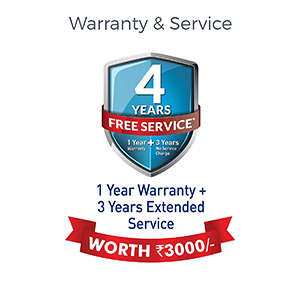 Warranty & Service
4
YEARS
FREE SERVICE*
1 Year + 3 Years
Warranty No Service
Charge
1 Year Warranty +
3 Years Extended
Service
WORTH ₹3000/-